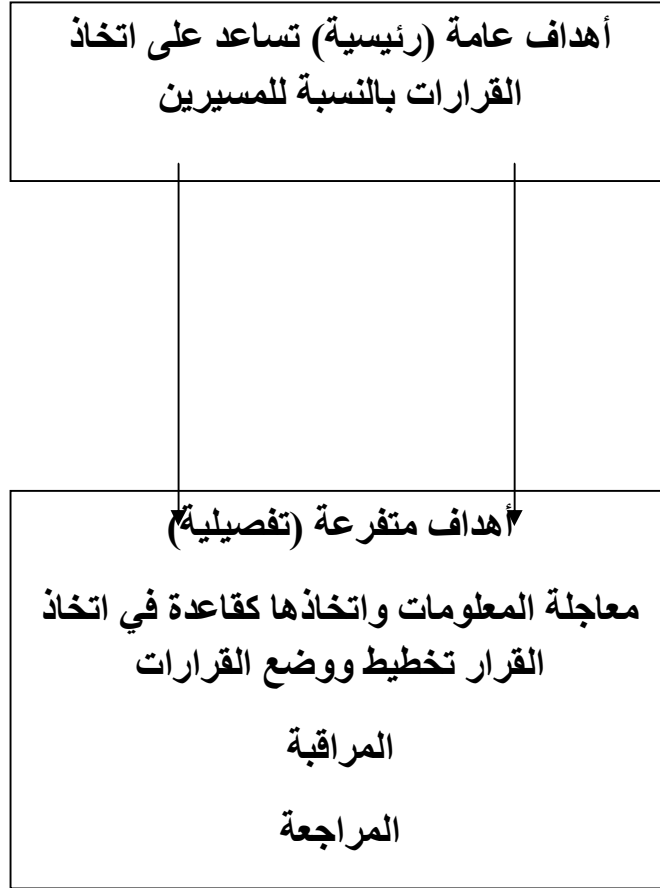 أهداف عامة (رئيسية) تساعد على اتخاذ
القرارات بالنسبة للمسيرين
أهداف متفرعة (تفصيلية)
معاجلة المعلومات واتخاذها كقاعدة في اتخاذ
القرار تخطيط ووضع القرارات
المراقبة
المراجعة